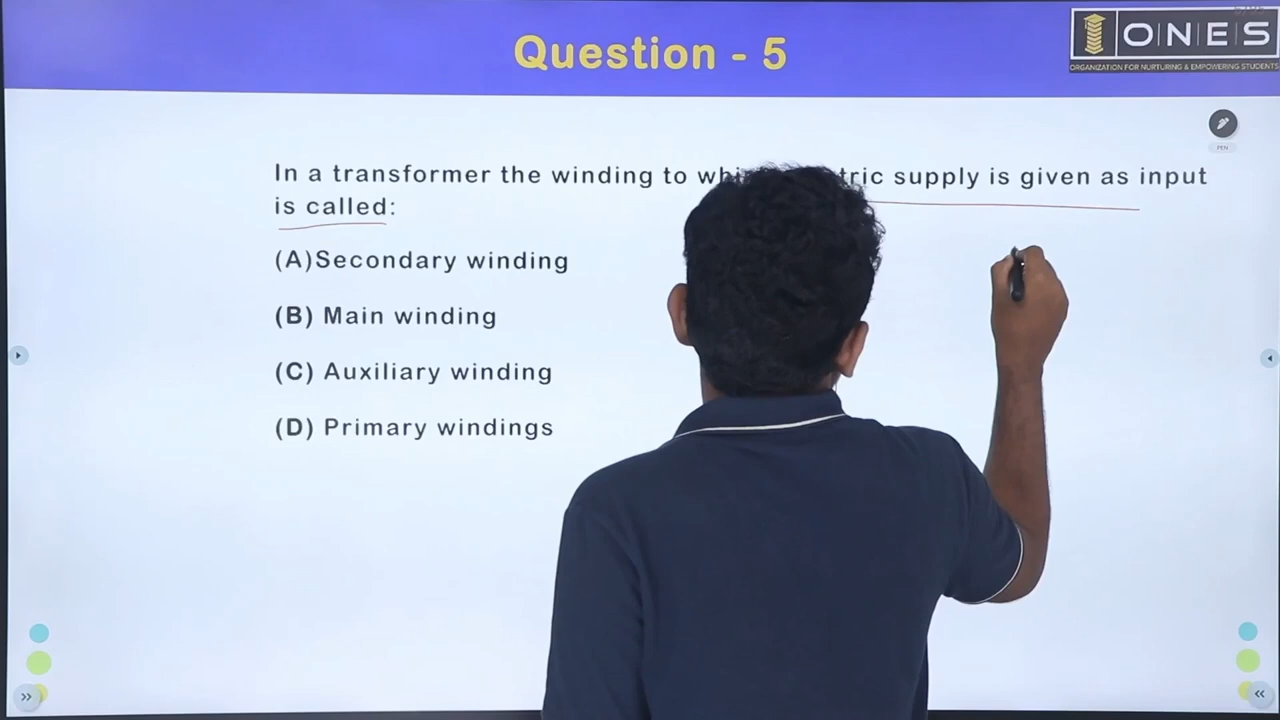 Question - 5
ONES
ORGANIZATION FOR NURTURING & EMPOWERING STUDENTS
PEN
In a transformer the winding to supply is given as input
is called:
(A)Secondary winding
(B) Main winding
(C) Auxiliary winding
(D) Primary windings